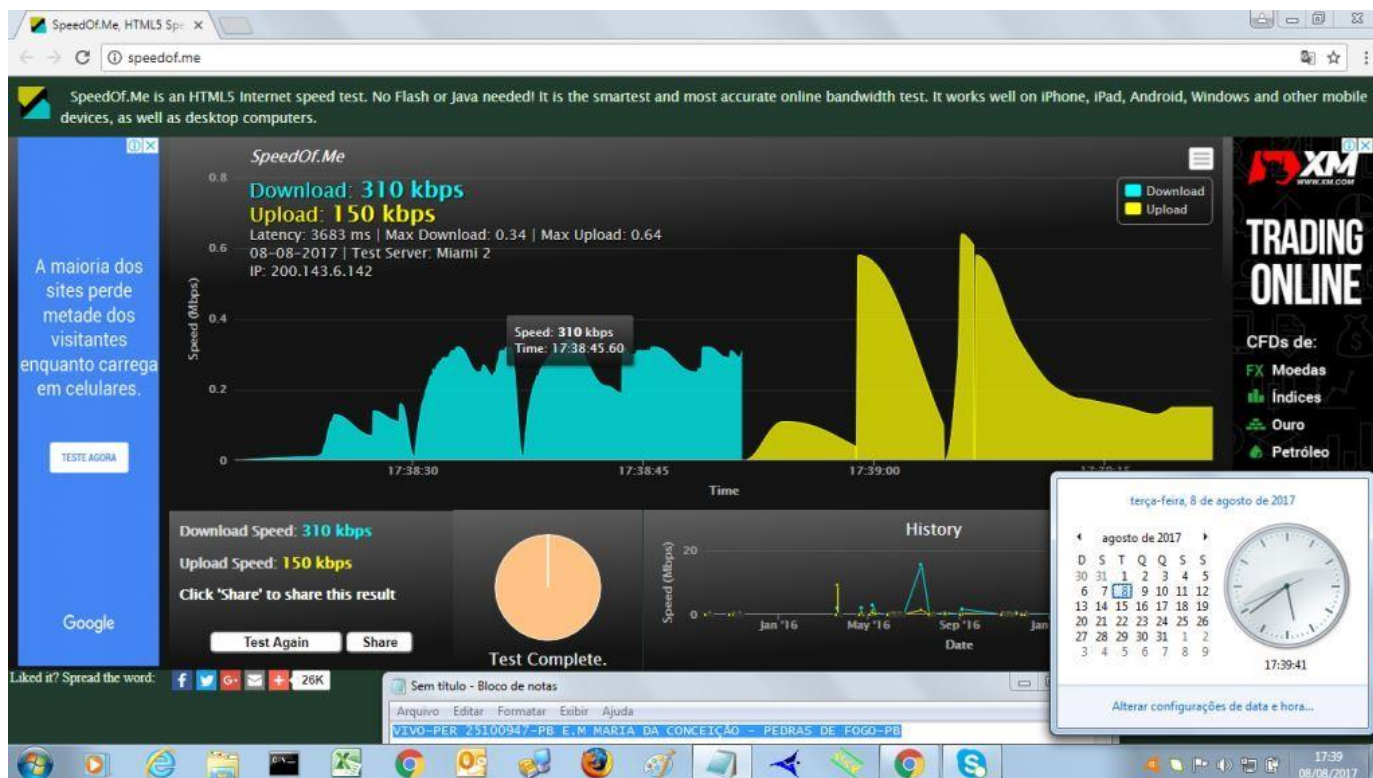 SpeedOf.Me, HTML5 Spe
speedof.me
SpeedOf.Me is an HTML5 Internet speed test. No Flash or Java needed! It is the smartest and most accurate online bandwidth test. It works well on iPhone, iPad, Android, Windows and other mobile
devices, as well as desktop computers.
A maioria dos
sites perde
metade dos
visitantes
enquanto carrega
em celulares.
TESTE AGORA
Google
SpeedOf.Me
Download: 310 kbps
Upload: 150 kbps
Latency: 3683 ms | Max Download: 0.34 | Max Upload: 0.64
08-08-2017 | Test Server: Miami 2
IP: 200.143.6.142
Download
Upload
Speed (Mbps)
0.8
0.6
0.4
0.2
0
Speed: 310 kbps
Time: 17:38:45.60
17:38:30 17:38:45 17:39:00 17:39:15
Time
XM
WWW.XM.COM
TRADING
ONLINE
CFDs de:
FX Moedas
Índices
Ouro
Petróleo
Download Speed: 310 kbps
Upload Speed: 150 kbps
Click 'Share' to share this result
Test Again Share
Test Complete.
History
Speed (Mbps)
20
0
Jan '16 May '16 Sep '16 Jan
Date
terça-feira, 8 de agosto de 2017
agosto de 2017
D S T Q Q S S
30 31 1 2 3 4 5
6 7 8 9 10 11 12
13 14 15 16 17 18 19
20 21 22 23 24 25 26
27 28 29 30 31 1 2
3 4 5 6 7 8 9
17:39:41
Alterar configurações de data e hora...
Liked it? Spread the word:
26K
Sem título - Bloco de notas
Arquivo Editar Formatar Exibir Ajuda
VIVO-PER 25100947-PB E.M MARIA DA CONCEIÇÃO - PEDRAS DE FOGO-PB
17:39
08/08/2017